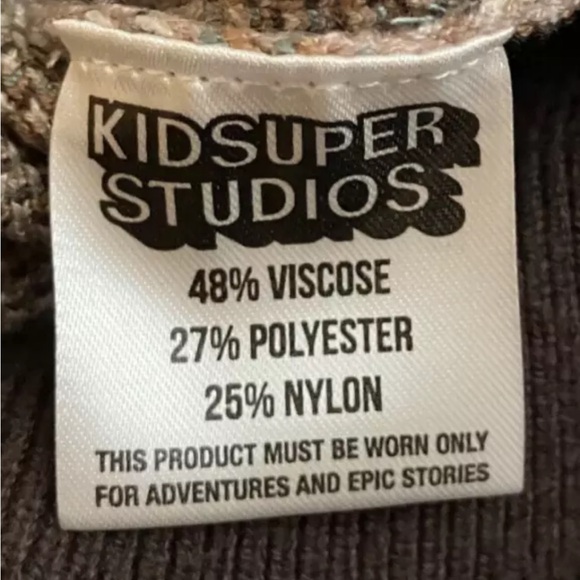 KIDSUPER
STUDIOS
48% VISCOSE
27% POLYESTER
25% NYLON
THIS PRODUCT MUST BE WORN ONLY
FOR ADVENTURES AND EPIC STORIES